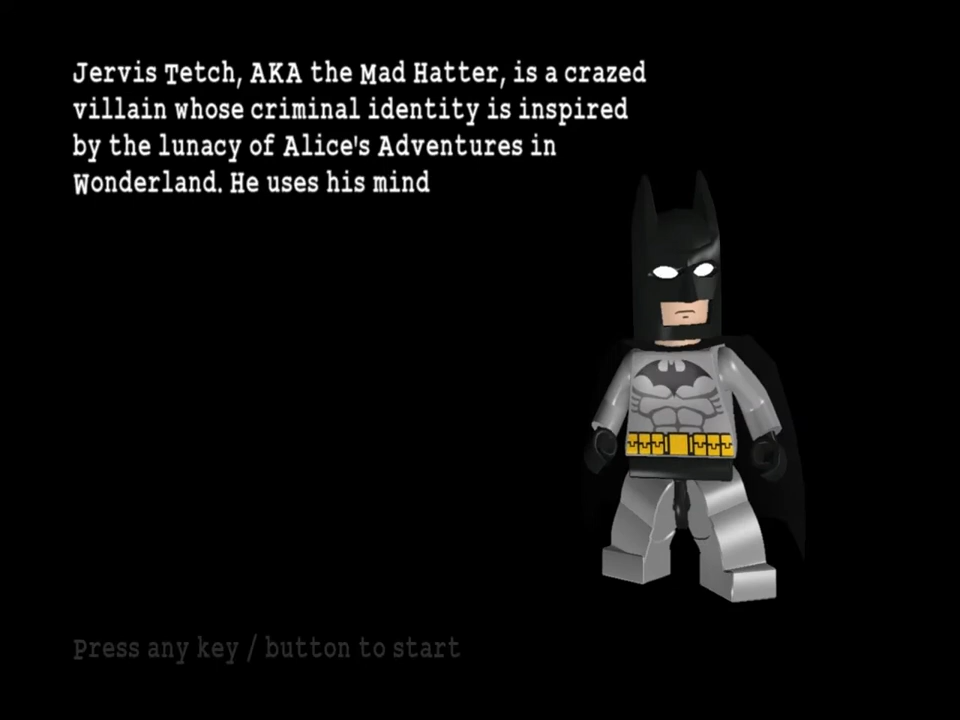 Jervis Tetch, AKA the Mad Hatter, is a crazed
villain whose criminal identity is inspired
by the lunacy of Alice's Adventures in
Wonderland. He uses his mind
Press any key / button to start